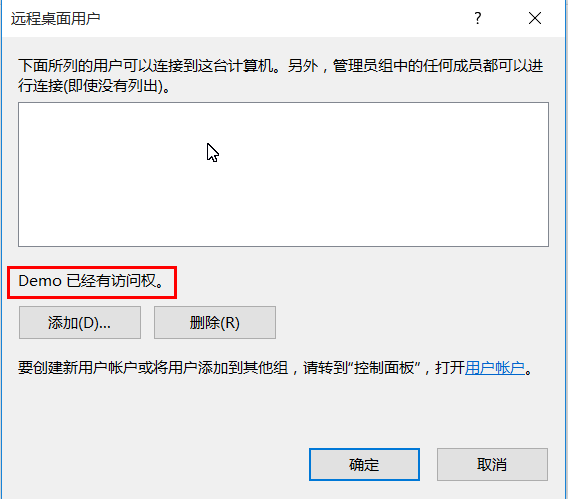 远程桌面用户
?
下面所列的用户可以连接到这台计算机。另外，管理员组中的任何成员都可以进
行连接(即使没有列出)。
Demo 已经有访问权。
添加(D)...
删除(R)
要创建新用户帐户或将用户添加到其他组，请转到"控制面板"，打开用户帐户。
确定
取消